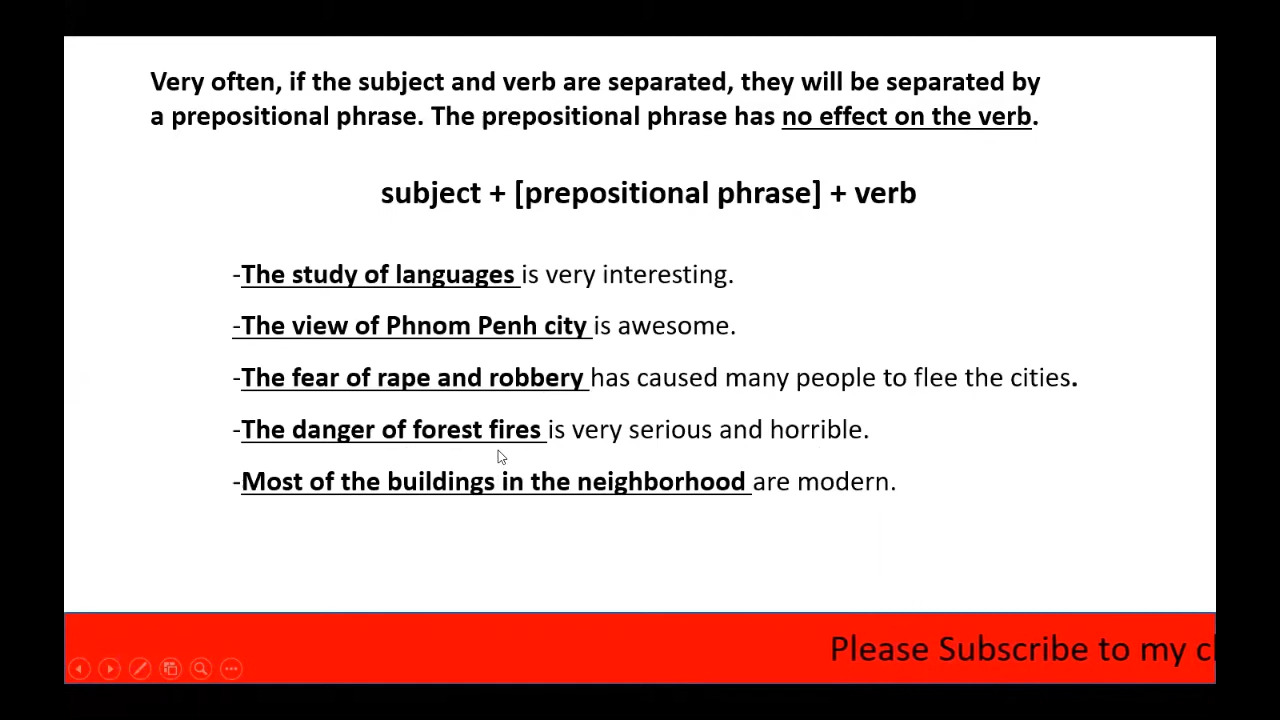 Very often, if the subject and verb are separated, they will be separated by
a prepositional phrase. The prepositional phrase has no effect on the verb.
subject + [prepositional phrase] + verb
-The study of languages is very interesting.
-The view of Phnom Penh city is awesome.
-The fear of rape and robbery has caused many people to flee the cities.
-The danger of forest fires is very serious and horrible.
-Most of the buildings in the neighborhood are modern.
Please Subscribe to my